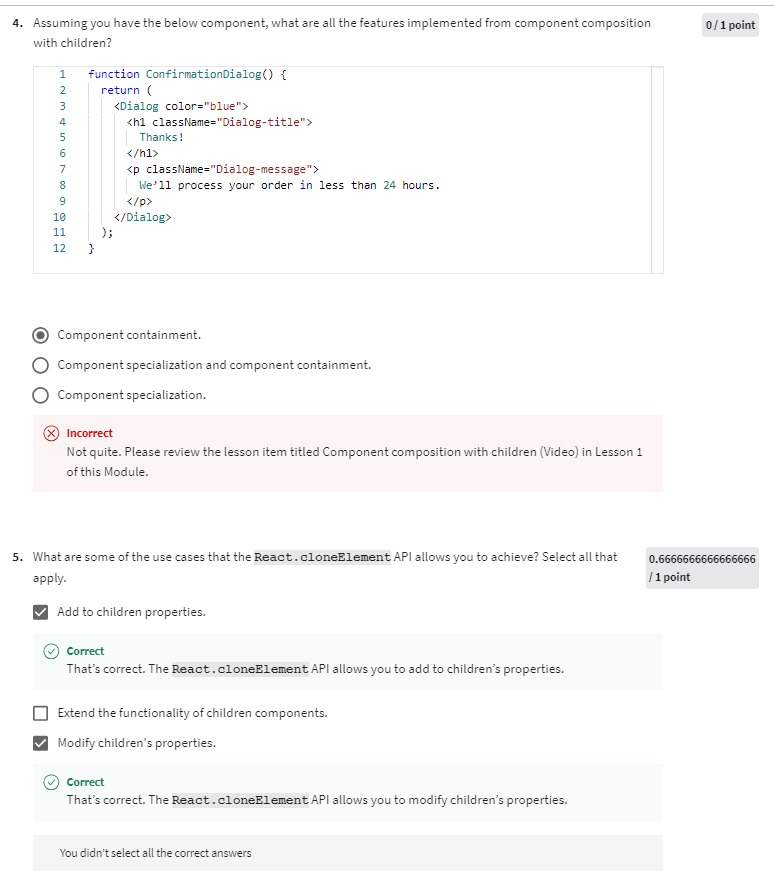 4. Assuming you have the below component, what are all the features implemented from component composition
with children?
0 / 1 point
1 function ConfirmationDialog() {
2 return (
3 <Dialog color="blue">
4 <h1 className="Dialog-title">
5 Thanks!
6 </h1>
7 <p className="Dialog-message">
8 We'll process your order in less than 24 hours.
9 </p>
10 </Dialog>
11 );
12 }
Component containment.
Component specialization and component containment.
Component specialization.
Incorrect
Not quite. Please review the lesson item titled Component composition with children (Video) in Lesson 1
of this Module.
5. What are some of the use cases that the React.cloneElement API allows you to achieve? Select all that
apply.
0.6666666666666666
/ 1 point
Add to children properties.
Correct
That's correct. The React.cloneElement API allows you to add to children's properties.
Extend the functionality of children components.
Modify children's properties.
Correct
That's correct. The React.cloneElement API allows you to modify children's properties.
You didn't select all the correct answers